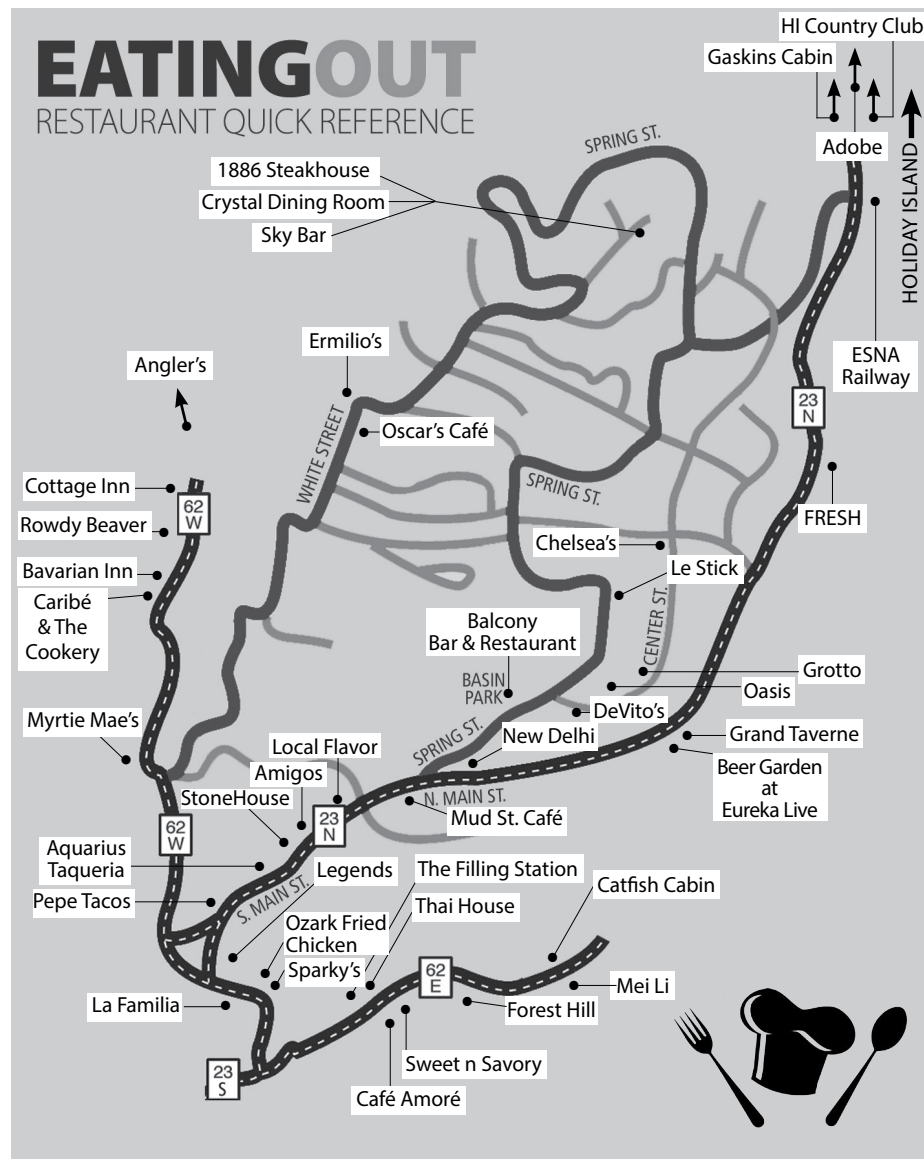 EATINGOUT
RESTAURANT QUICK REFERENCE
HI Country Club
Gaskins Cabin
Adobe
HOLIDAY ISLAND
SPRING ST.
1886 Steakhouse
Crystal Dining Room
Sky Bar
ESNA
Railway
Ermilio's
Angler's
23
N
WHITE STREET
Oscar's Café
Cottage Inn
62
W
SPRING ST.
Rowdy Beaver
FRESH
Chelsea's
Bavarian Inn
Le Stick
Caribé
& The
Cookery
CENTER ST.
Balcony
Bar & Restaurant
Grotto
BASIN
PARK
Oasis
DeVito's
Myrtie Mae's
SPRING ST.
New Delhi
Grand Taverne
Local Flavor
Beer Garden
at
Eureka Live
Amigos
N. MAIN ST.
StoneHouse
Mud St. Café
23
N
62
W
Aquarius
Taqueria
Legends
The Filling Station
Catfish Cabin
Pepe Tacos
S. MAIN ST.
Thai House
Ozark Fried
Chicken
Sparky's
62
E
Mei Li
La Familia
Forest Hill
Sweet n Savory
23
S
Café Amoré